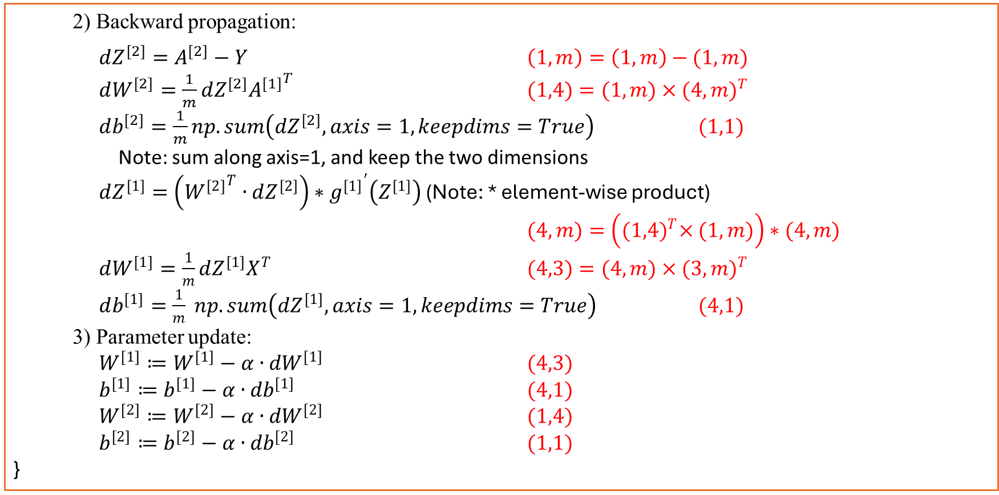 2) Backward propagation:
dZ^{[2]} = A^{[2]} − Y (1, m) = (1, m) − (1, m)
dW^{[2]} = \frac{1}{m} dZ^{[2]} A^{[1]^T} (1,4) = (1, m) × (4, m)^T
db^{[2]} = \frac{1}{m} np.sum(dZ^{[2]}, axis = 1, keepdims = True) (1,1)
Note: sum along axis=1, and keep the two dimensions
dZ^{[1]} = (W^{[2]^T} · dZ^{[2]}) ∗ g^{[1]′}(Z^{[1]}) (Note: * element-wise product)
(4, m) = ((1,4)^T × (1, m)) ∗ (4, m)
dW^{[1]} = \frac{1}{m} dZ^{[1]} X^T (4,3) = (4, m) × (3, m)^T
db^{[1]} = \frac{1}{m} np.sum(dZ^{[1]}, axis = 1, keepdims = True) (4,1)
3) Parameter update:
W^{[1]} ≔ W^{[1]} − α · dW^{[1]} (4,3)
b^{[1]} ≔ b^{[1]} − α · db^{[1]} (4,1)
W^{[2]} ≔ W^{[2]} − α · dW^{[2]} (1,4)
b^{[2]} ≔ b^{[2]} − α · db^{[2]} (1,1)
}